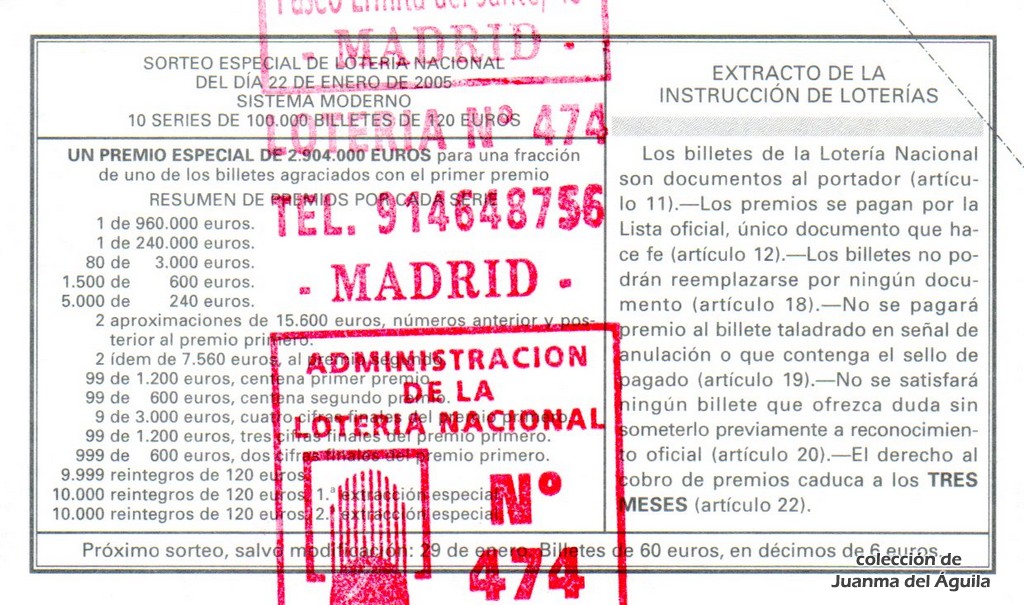 Paseo Ermita del Santo,
- MADRID -
LOTERIA Nº 474
TEL. 914648756
- MADRID -
ADMINISTRACION
DE LA
LOTERIA NACIONAL
Nº
474
SORTEO ESPECIAL DE LOTERÍA NACIONAL
DEL DÍA 22 DE ENERO DE 2005
SISTEMA MODERNO
10 SERIES DE 100.000 BILLETES DE 120 EUROS
UN PREMIO ESPECIAL DE 2.904.000 EUROS para una fracción
de uno de los billetes agraciados con el primer premio
RESUMEN DE PREMIOS POR CADA SERIE
1 de 960.000 euros.
1 de 240.000 euros.
80 de 3.000 euros.
1.500 de 600 euros.
5.000 de 240 euros.
2 aproximaciones de 15.600 euros, números anterior y pos-
terior al premio primero.
2 ídem de 7.560 euros, al premio segundo.
99 de 1.200 euros, centena primer premio.
99 de 600 euros, centena segundo premio.
9 de 3.000 euros, cuatro cifras finales del premio primero.
99 de 1.200 euros, tres cifras finales del premio primero.
999 de 600 euros, dos cifras finales del premio primero.
9.999 reintegros de 120 euros.
10.000 reintegros de 120 euros, 1.ª extracción especial.
10.000 reintegros de 120 euros, 2.ª extracción especial.
EXTRACTO DE LA
INSTRUCCIÓN DE LOTERÍAS
Los billetes de la Lotería Nacional
son documentos al portador (artícu-
lo 11).—Los premios se pagan por la
Lista oficial, único documento que ha-
ce fe (artículo 12).—Los billetes no po-
drán reemplazarse por ningún docu-
mento (artículo 18).—No se pagará
premio al billete taladrado en señal de
anulación o que contenga el sello de
pagado (artículo 19).—No se satisfará
ningún billete que ofrezca duda sin
someterlo previamente a reconocimien-
to oficial (artículo 20).—El derecho al
cobro de premios caduca a los TRES
MESES (artículo 22).
Próximo sorteo, salvo modificación: 29 de enero. Billetes de 60 euros, en décimos de 6 euros.
colección de
Juanma del Águila